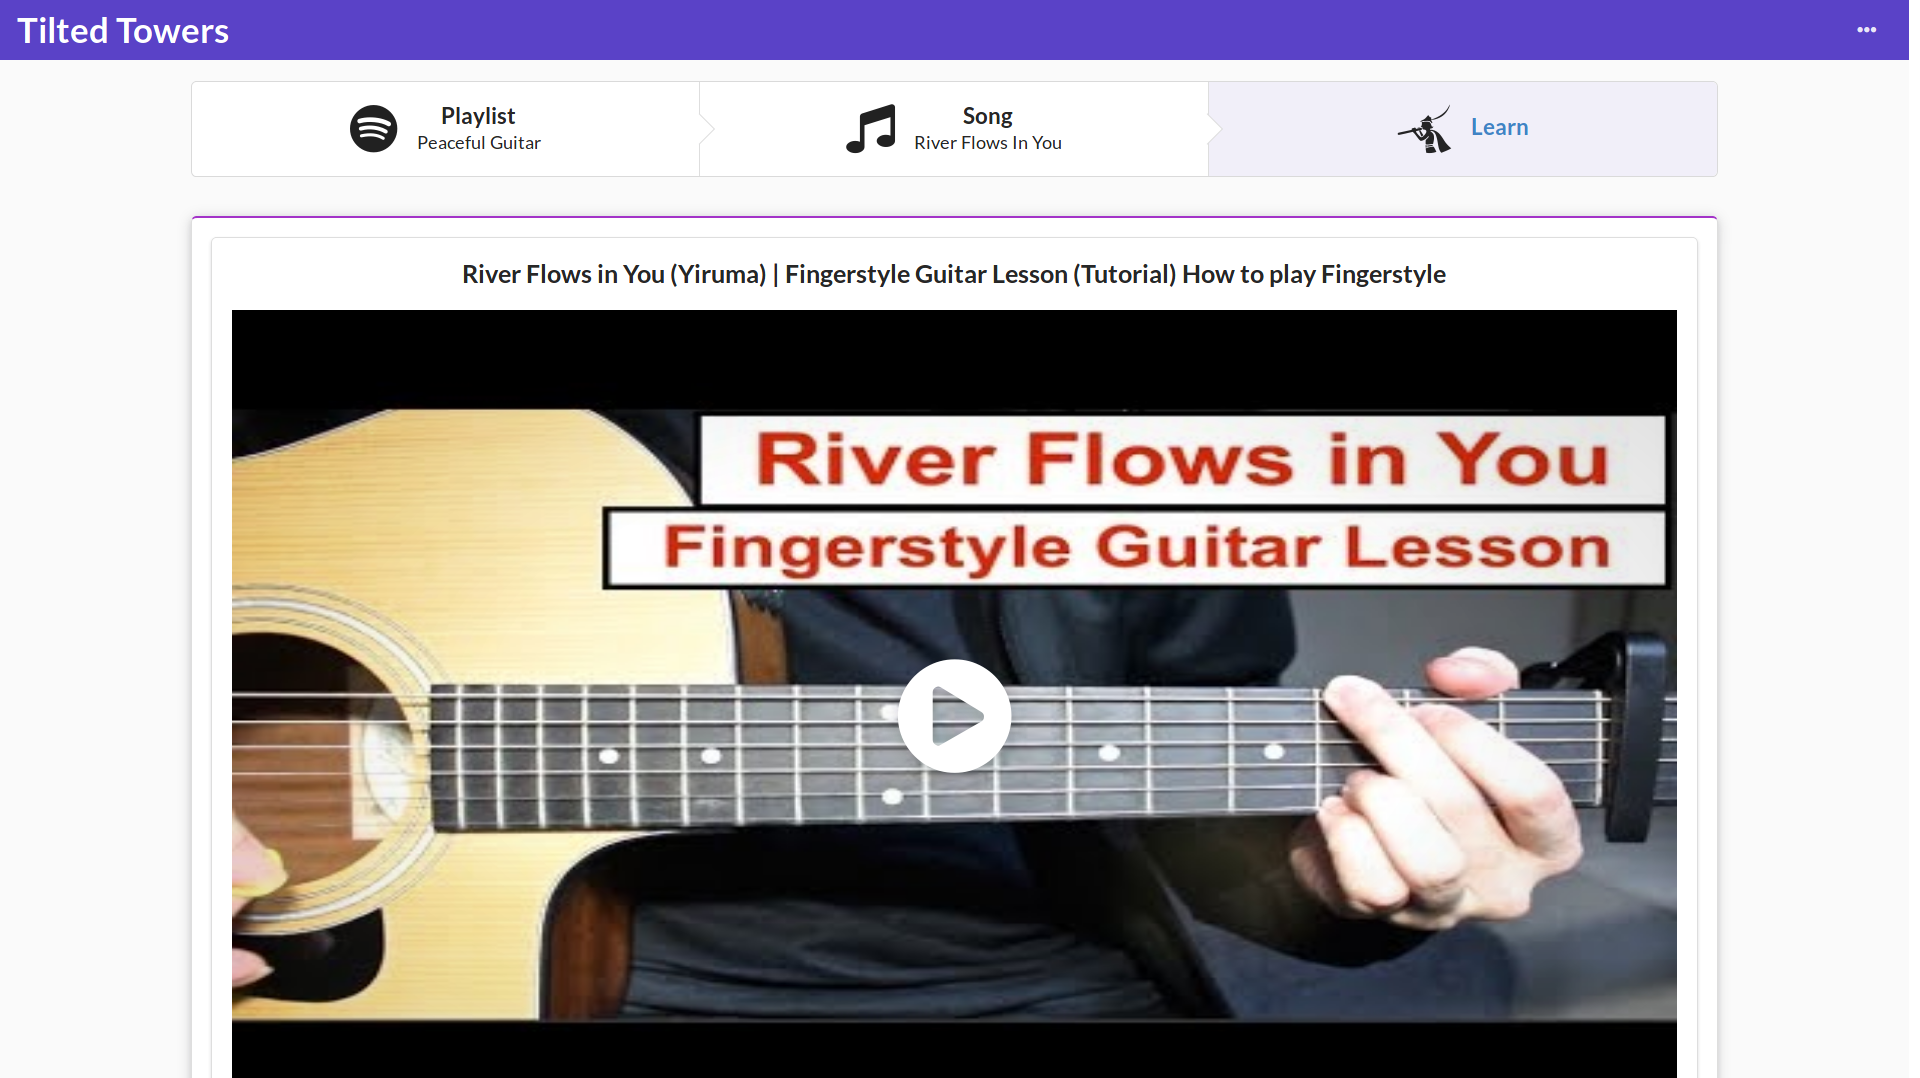 Tilted Towers
Playlist
Peaceful Guitar
Song
River Flows In You
Learn
River Flows in You (Yiruma) | Fingerstyle Guitar Lesson (Tutorial) How to play Fingerstyle
River Flows in You
Fingerstyle Guitar Lesson